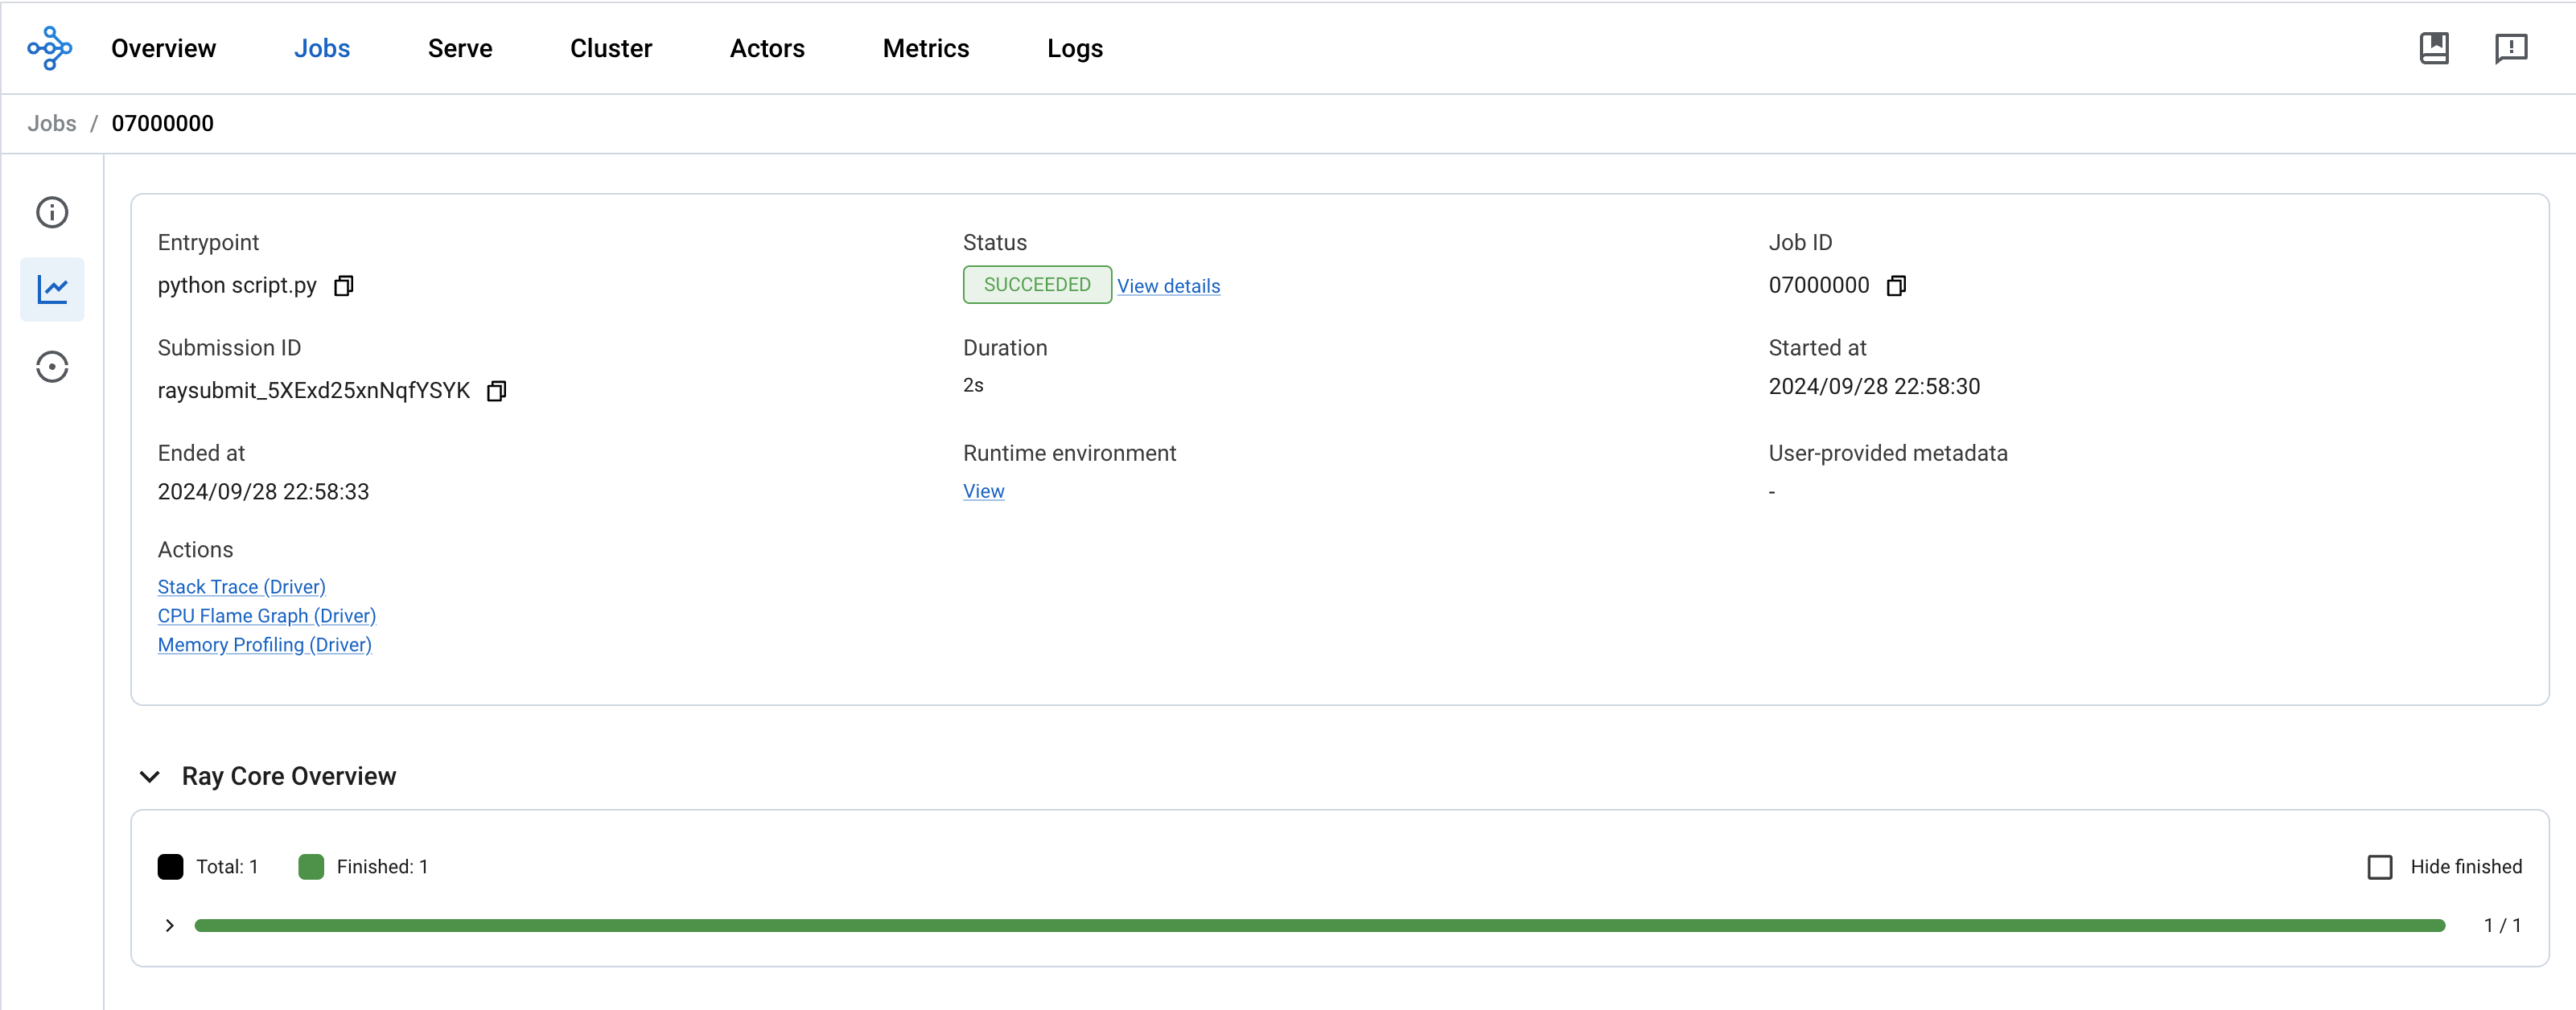 Overview Jobs Serve Cluster Actors Metrics Logs
Jobs / 07000000
Entrypoint
python script.py
Status
SUCCEEDED View details
Job ID
07000000
Submission ID
raysubmit_5XExd25xnNqfYSYK
Duration
2s
Started at
2024/09/28 22:58:30
Ended at
2024/09/28 22:58:33
Runtime environment
View
User-provided metadata
-
Actions
Stack Trace (Driver)
CPU Flame Graph (Driver)
Memory Profiling (Driver)
Ray Core Overview
Total: 1 Finished: 1 Hide finished
1 / 1